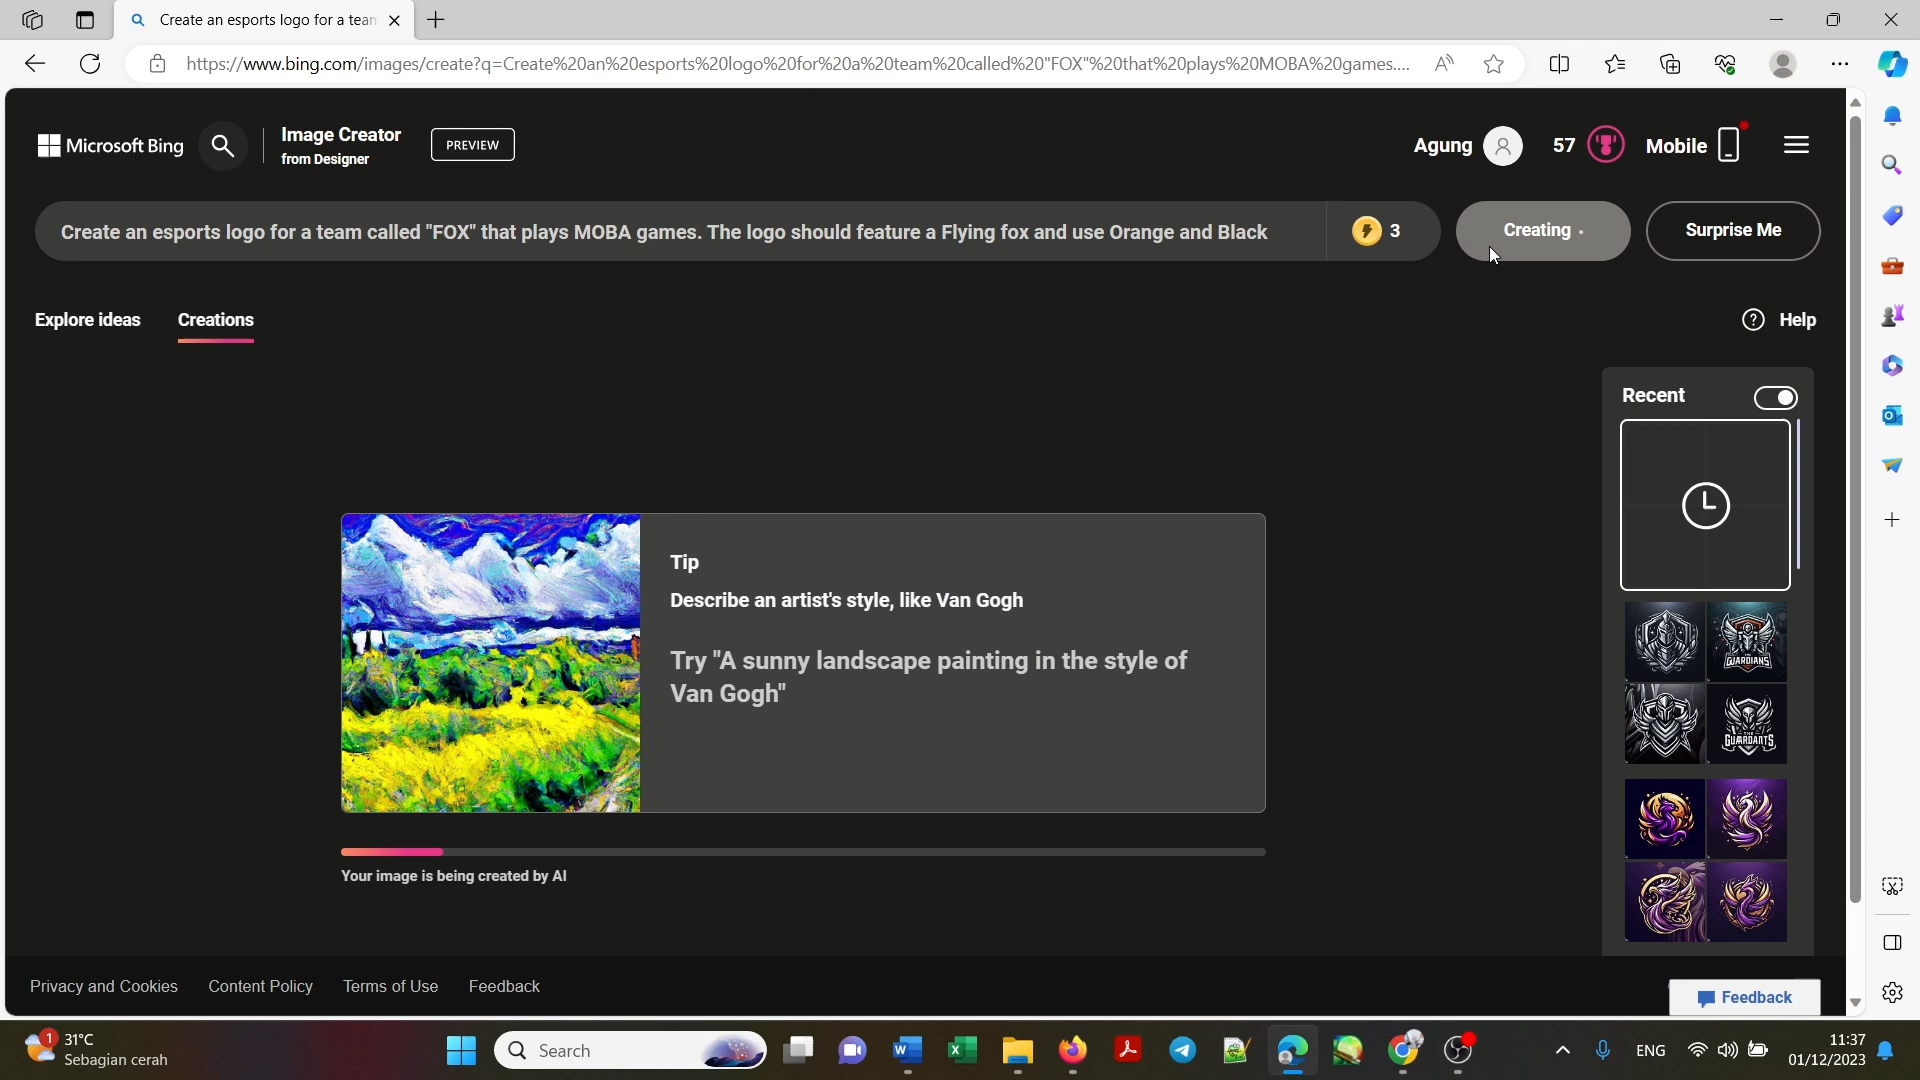 Create an esports logo for a team
https://www.bing.com/images/create?q=Create%20an%20esports%20logo%20for%20a%20team%20called%20"FOX"%20that%20plays%20MOBA%20games....
Microsoft Bing
Image Creator
from Designer
PREVIEW
Agung
57
Mobile
Create an esports logo for a team called "FOX" that plays MOBA games. The logo should feature a Flying fox and use Orange and Black
3
Creating
Surprise Me
Explore ideas
Creations
Help
Recent
Tip
Describe an artist's style, like Van Gogh
Try "A sunny landscape painting in the style of
Van Gogh"
GUARDIANS
Your image is being created by AI
Privacy and Cookies
Content Policy
Terms of Use
Feedback
Feedback
1
31°C
Sebagian cerah
Search
ENG
11:37
01/12/2023